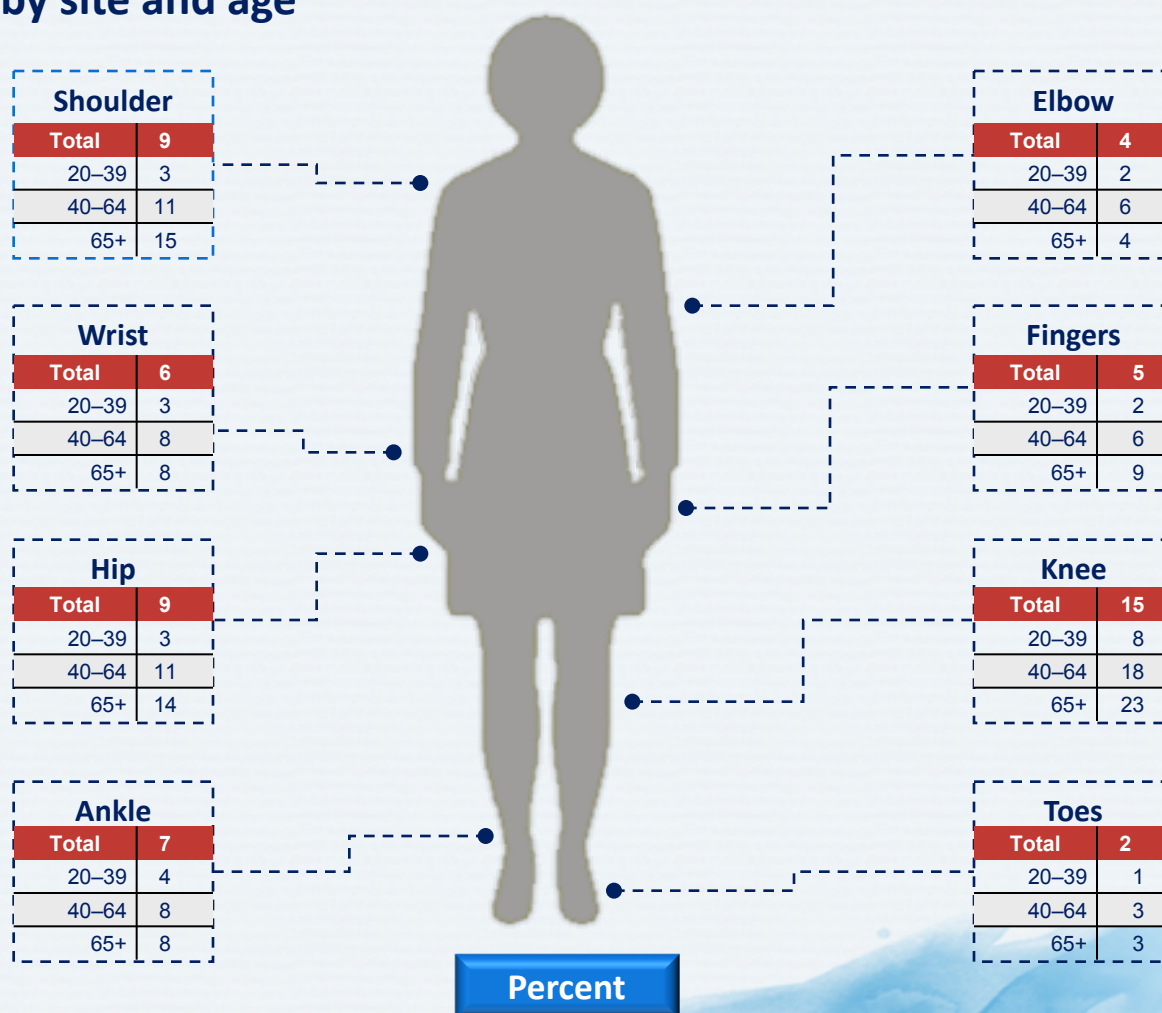 by site and age
Shoulder
Total 9
20–39 3
40–64 11
65+ 15
Wrist
Total 6
20–39 3
40–64 8
65+ 8
Hip
Total 9
20–39 3
40–64 11
65+ 14
Ankle
Total 7
20–39 4
40–64 8
65+ 8
Elbow
Total 4
20–39 2
40–64 6
65+ 4
Fingers
Total 5
20–39 2
40–64 6
65+ 9
Knee
Total 15
20–39 8
40–64 18
65+ 23
Toes
Total 2
20–39 1
40–64 3
65+ 3
Percent